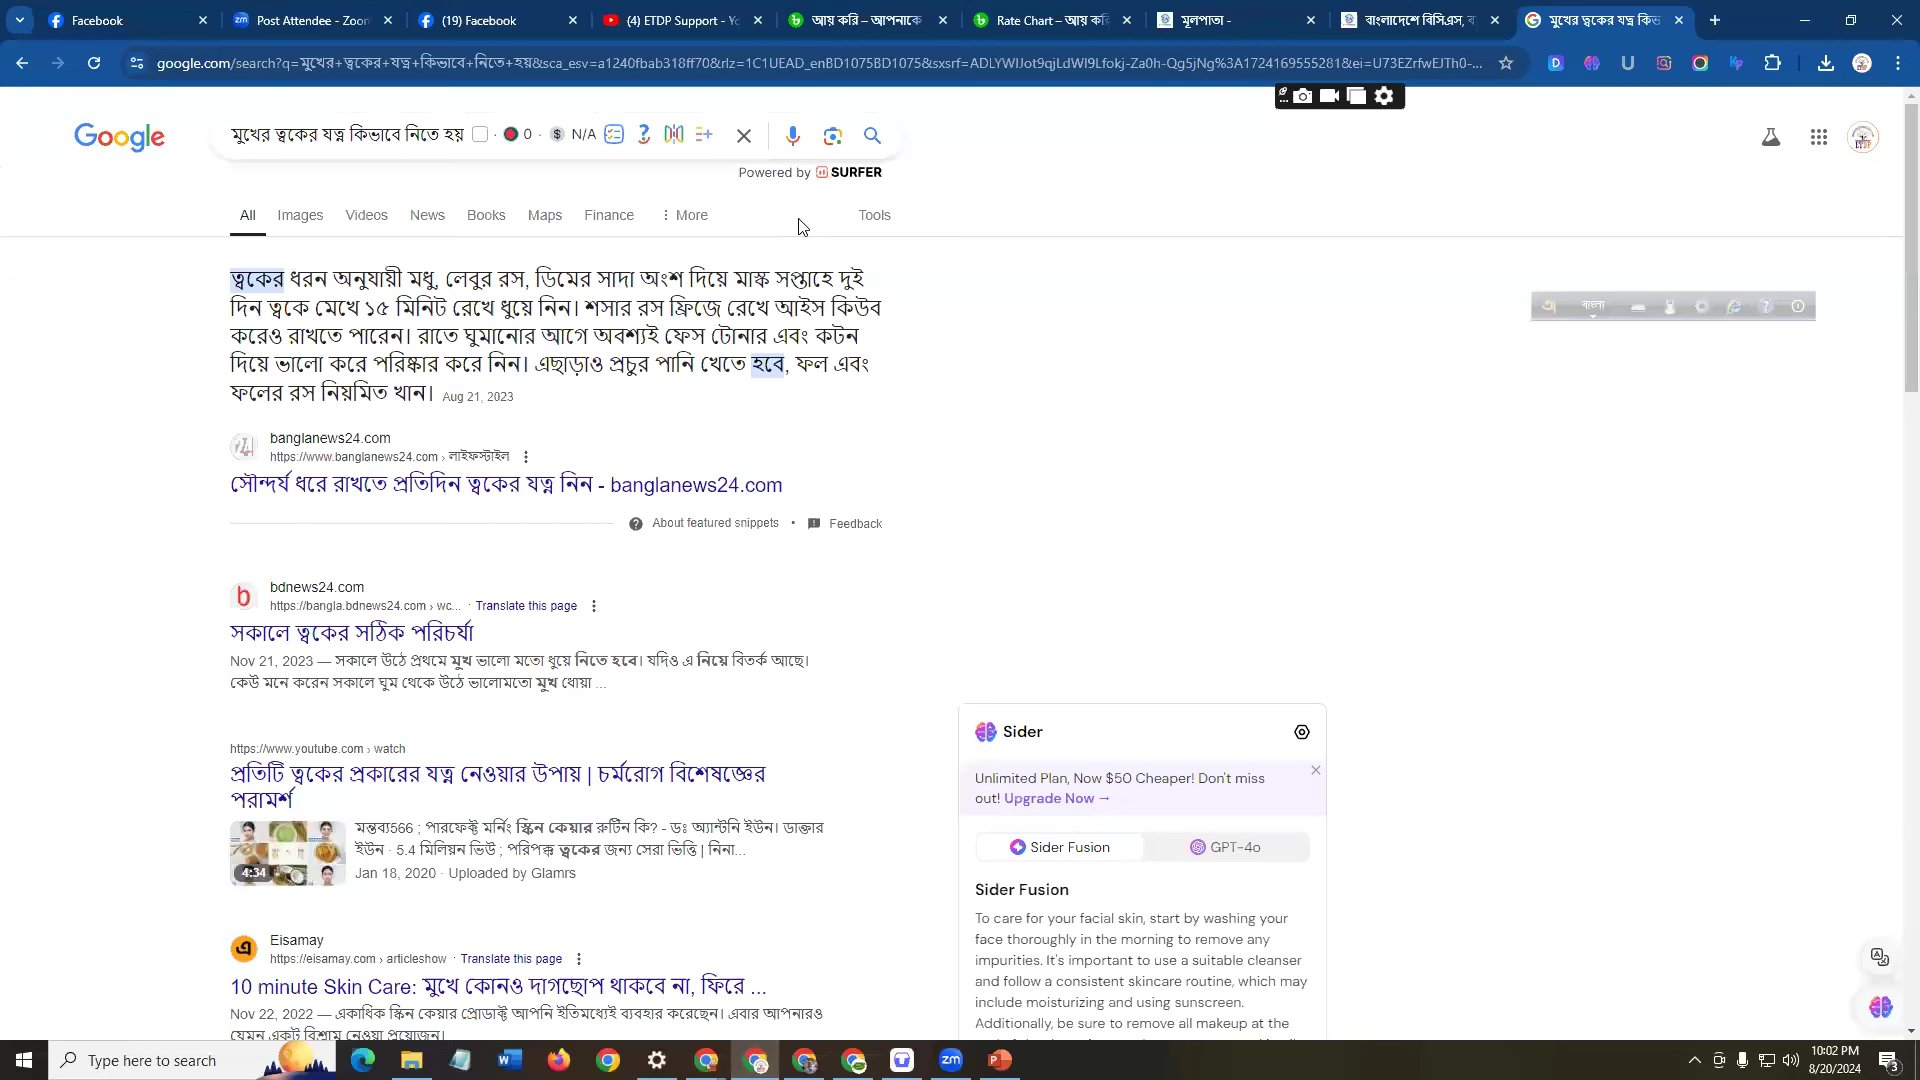 Facebook
Post Attendee - Zoom
(19) Facebook
(4) ETDP Support - Yo
আয় করি – আপনাকে
Rate Chart – আয় করি
মূলপাতা -
বাংলাদেশে বিসিএস, ব
মুখের ত্বকের যত্ন কিভ
google.com/search?q=মুখের+ত্বকের+যত্ন+কিভাবে+নিতে+হয়&sca_esv=a1240fbab318ff70&rlz=1C1UEAD_enBD1075BD1075&sxsrf=ADLYWIJot9qjLdWI9Lfokj-Za0h-Qg5jNg%3A1724169555281&ei=U73EZrfwEJTh0-...
Google
মুখের ত্বকের যত্ন কিভাবে নিতে হয়
0 · N/A
Powered by SURFER
All
Images
Videos
News
Books
Maps
Finance
More
Tools
ত্বকের ধরন অনুযায়ী মধু, লেবুর রস, ডিমের সাদা অংশ দিয়ে মাস্ক সপ্তাহে দুই
দিন ত্বকে মেখে ১৫ মিনিট রেখে ধুয়ে নিন। শসার রস ফ্রিজে রেখে আইস কিউব
করেও রাখতে পারেন। রাতে ঘুমানোর আগে অবশ্যই ফেস টোনার এবং কটন
দিয়ে ভালো করে পরিষ্কার করে নিন। এছাড়াও প্রচুর পানি খেতে হবে, ফল এবং
ফলের রস নিয়মিত খান। Aug 21, 2023
বাংলা
banglanews24.com
https://www.banglanews24.com › লাইফস্টাইল
সৌন্দর্য ধরে রাখতে প্রতিদিন ত্বকের যত্ন নিন - banglanews24.com
About featured snippets • Feedback
bdnews24.com
https://bangla.bdnews24.com › wc... · Translate this page
সকালে ত্বকের সঠিক পরিচর্যা
Nov 21, 2023 — সকালে উঠে প্রথমে মুখ ভালো মতো ধুয়ে নিতে হবে। যদিও এ নিয়ে বিতর্ক আছে।
কেউ মনে করেন সকালে ঘুম থেকে উঠে ভালোমতো মুখ ধোয়া ...
https://www.youtube.com › watch
প্রতিটি ত্বকের প্রকারের যত্ন নেওয়ার উপায় | চর্মরোগ বিশেষজ্ঞের
পরামর্শ
মন্তব্য566 ; পারফেক্ট মর্নিং স্কিন কেয়ার রুটিন কি? - ডঃ অ্যান্টনি ইউন। ডাক্তার
ইউন · 5.4 মিলিয়ন ভিউ ; পরিপক্ক ত্বকের জন্য সেরা ভিত্তি | নিনা...
4:34
Jan 18, 2020 · Uploaded by Glamrs
Eisamay
https://eisamay.com › articleshow · Translate this page
10 minute Skin Care: মুখে কোনও দাগছোপ থাকবে না, ফিরে ...
Nov 22, 2022 — একাধিক স্কিন কেয়ার প্রোডাক্ট আপনি ইতিমধ্যেই ব্যবহার করেছেন। এবার আপনারও
যেমন একটু বিশ্রাম নেওয়া প্রয়োজন।
Sider
Unlimited Plan, Now $50 Cheaper! Don't miss
out! Upgrade Now →
Sider Fusion
GPT-4o
Sider Fusion
To care for your facial skin, start by washing your
face thoroughly in the morning to remove any
impurities. It's important to use a suitable cleanser
and follow a consistent skincare routine, which may
include moisturizing and using sunscreen.
Additionally, be sure to remove all makeup at the
Type here to search
10:02 PM
8/20/2024
3